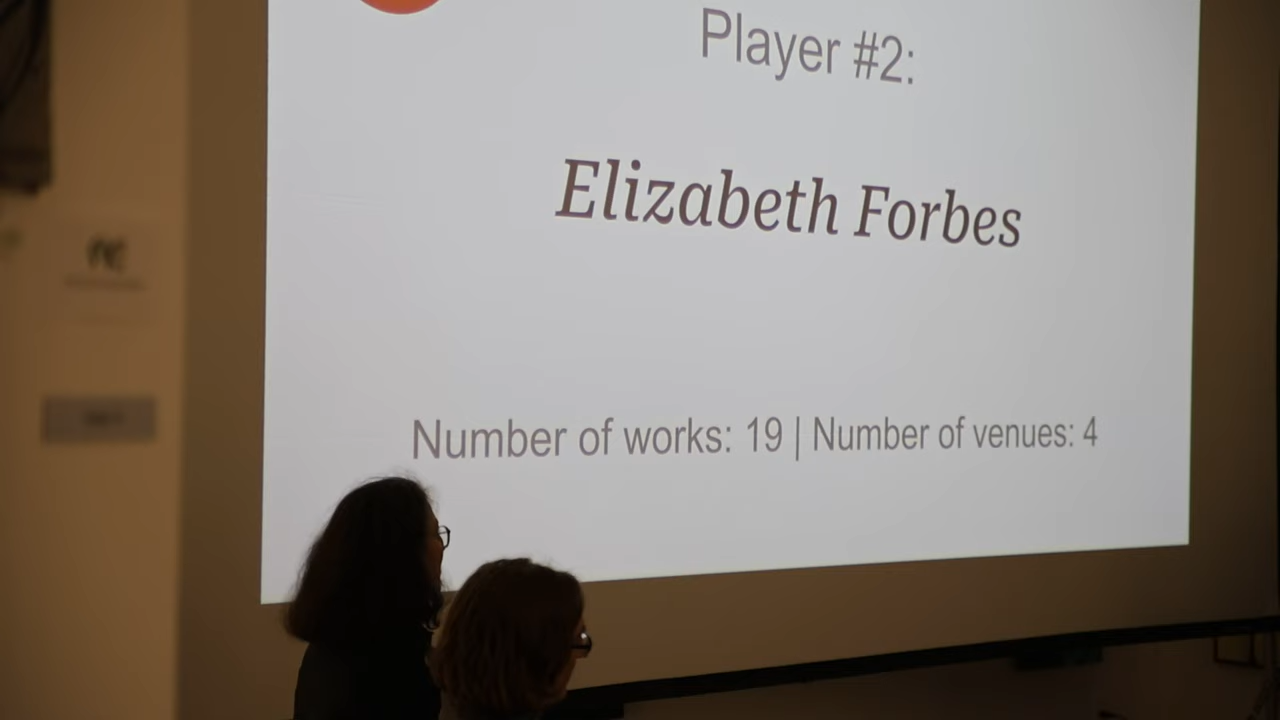 Player #2:
Elizabeth Forbes
Number of works: 19 | Number of venues: 4